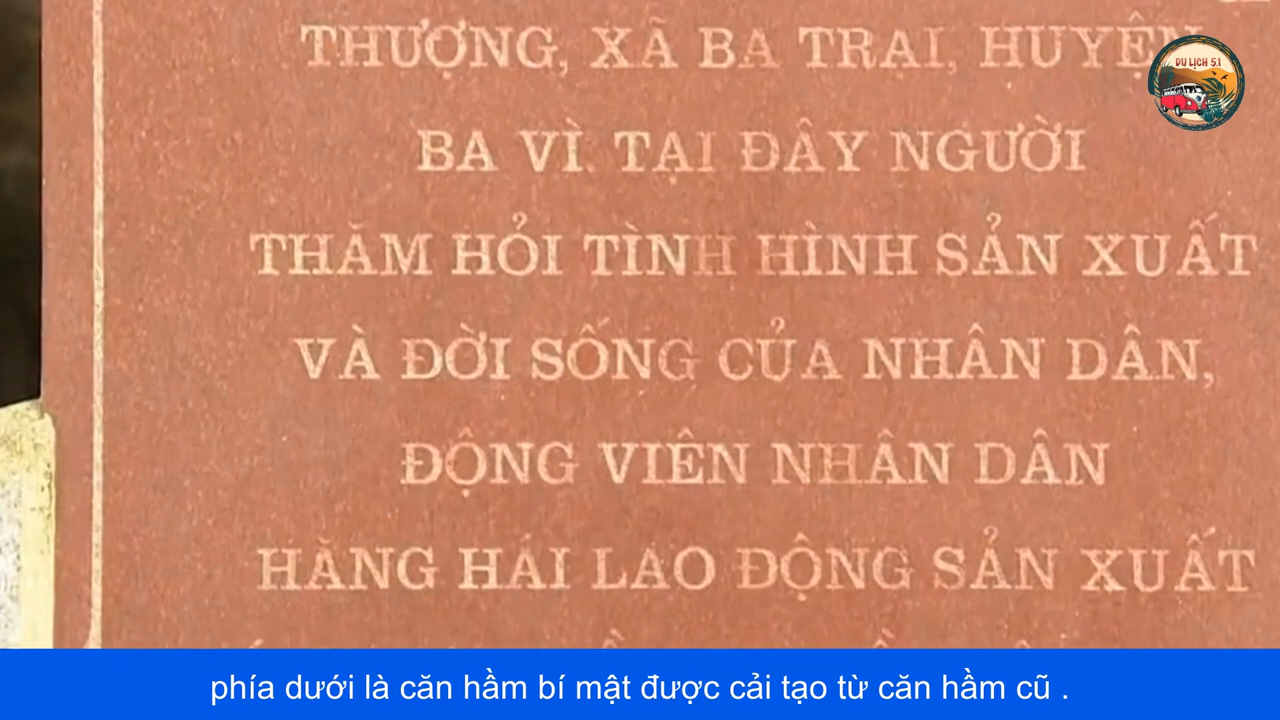 THƯỢNG, XÃ BA TRẠI, HUYỆN
DU LỊCH 5.1
BA VÌ. TẠI ĐÂY NGƯỜI
THĂM HỎI TÌNH HÌNH SẢN XUẤT
VÀ ĐỜI SỐNG CỦA NHÂN DÂN,
ĐỘNG VIÊN NHÂN DÂN
HĂNG HÁI LAO ĐỘNG SẢN XUẤT
phía dưới là căn hầm bí mật được cải tạo từ căn hầm cũ .